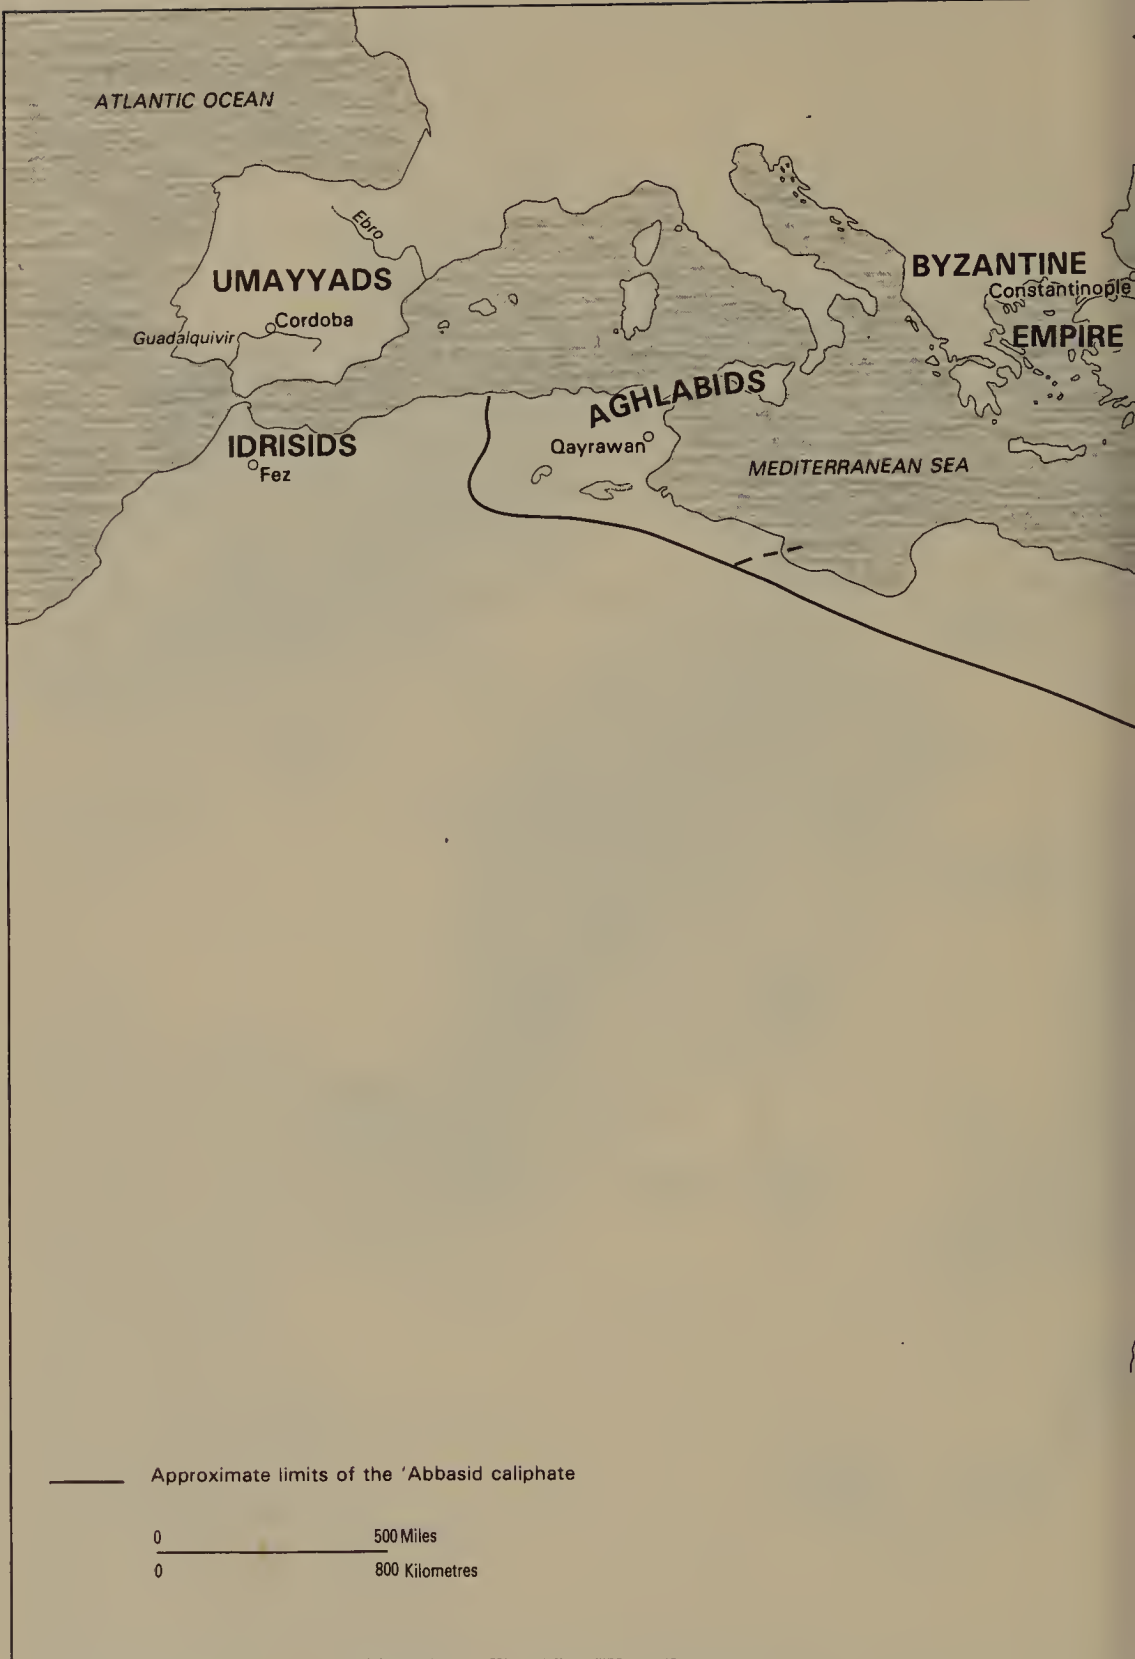 ATLANTIC OCEAN
Ebro
UMAYYADS
BYZANTINE
Constantinople
Cordoba
Guadalquivir
EMPIRE
AGHLABIDS
IDRISIDS
Qayrawan
Fez
MEDITERRANEAN SEA
Approximate limits of the 'Abbasid caliphate
0 500 Miles
0 800 Kilometres